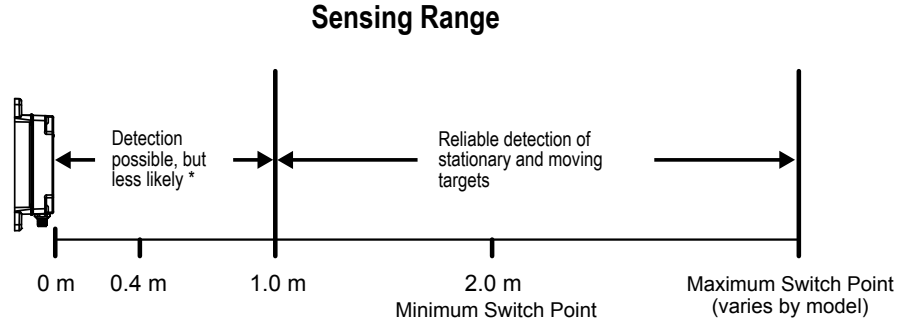 Sensing Range
Detection
possible, but
less likely *
Reliable detection of
stationary and moving
targets
0 m
0.4 m
1.0 m
2.0 m
Minimum Switch Point
Maximum Switch Point
(varies by model)